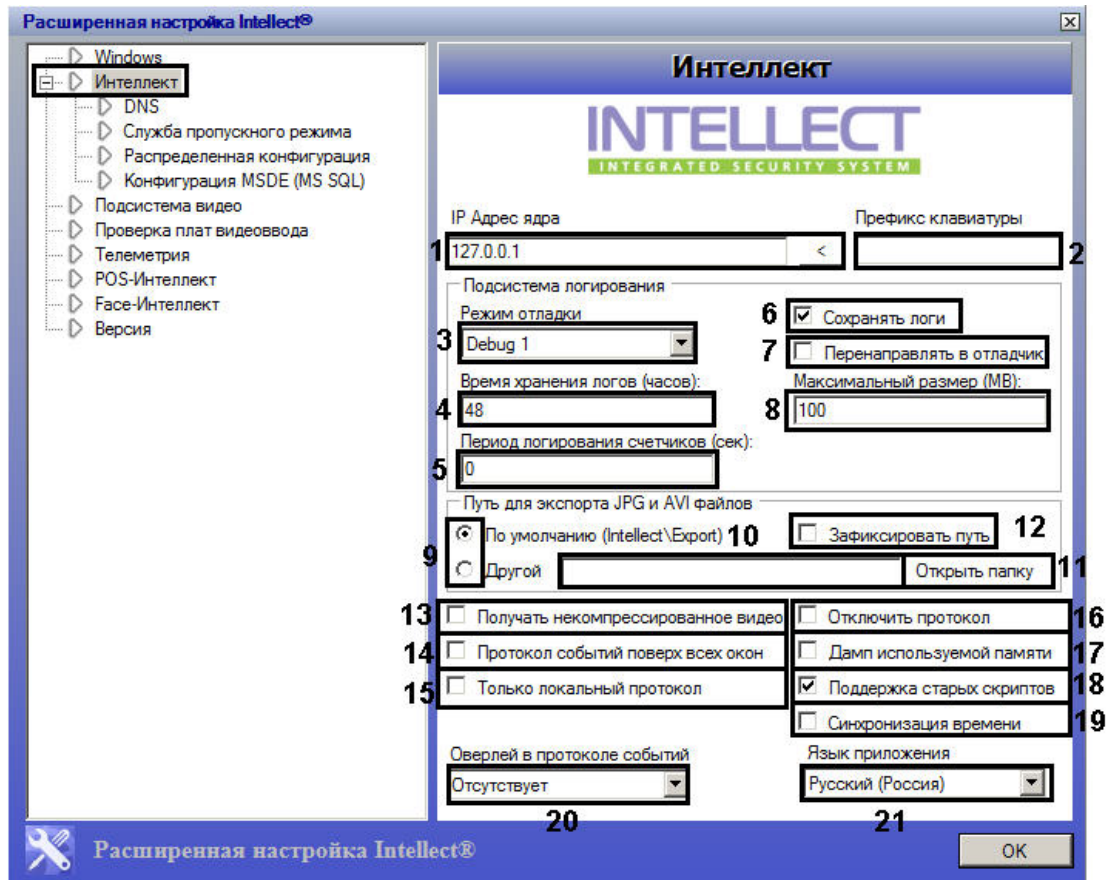 Расширенная настройка Intellect®
Windows
Интеллект
DNS
Служба пропускного режима
Распределенная конфигурация
Конфигурация MSDE (MS SQL)
Подсистема видео
Проверка плат видеоввода
Телеметрия
POS-Интеллект
Face-Интеллект
Версия
Интеллект
INTELLECT
INTEGRATED SECURITY SYSTEM
IP Адрес ядра
Префикс клавиатуры
1 127.0.0.1 <
2
Подсистема логирования
Режим отладки
3 Debug 1
6 Сохранять логи
7 Перенаправлять в отладчик
Время хранения логов (часов):
Максимальный размер (MB):
4 48
8 100
Период логирования счетчиков (сек):
5 0
Путь для экспорта JPG и AVI файлов
9 По умолчанию (Intellect\Export) 10
Зафиксировать путь 12
Другой
Открыть папку 11
13 Получать некомпрессированное видео
Отключить протокол 16
14 Протокол событий поверх всех окон
Дамп используемой памяти 17
15 Только локальный протокол
Поддержка старых скриптов 18
Синхронизация времени 19
Оверлей в протоколе событий
Язык приложения
Отсутствует
Русский (Россия)
20
21
Расширенная настройка Intellect®
OK